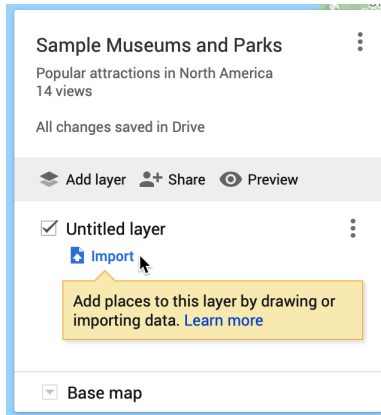 Sample Museums and Parks
Popular attractions in North America
14 views
All changes saved in Drive
Add layer Share Preview
Untitled layer
Import
Add places to this layer by drawing or
importing data. Learn more
Base map